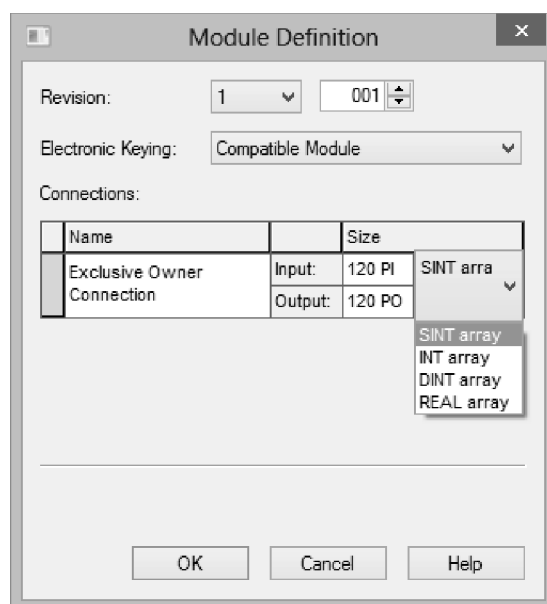 Module Definition
Revision: 1 001
Electronic Keying: Compatible Module
Connections:
Name Size
Exclusive Owner Connection
Input: 120 PI SINT arra
Output: 120 PO
SINT array
INT array
DINT array
REAL array
OK Cancel Help